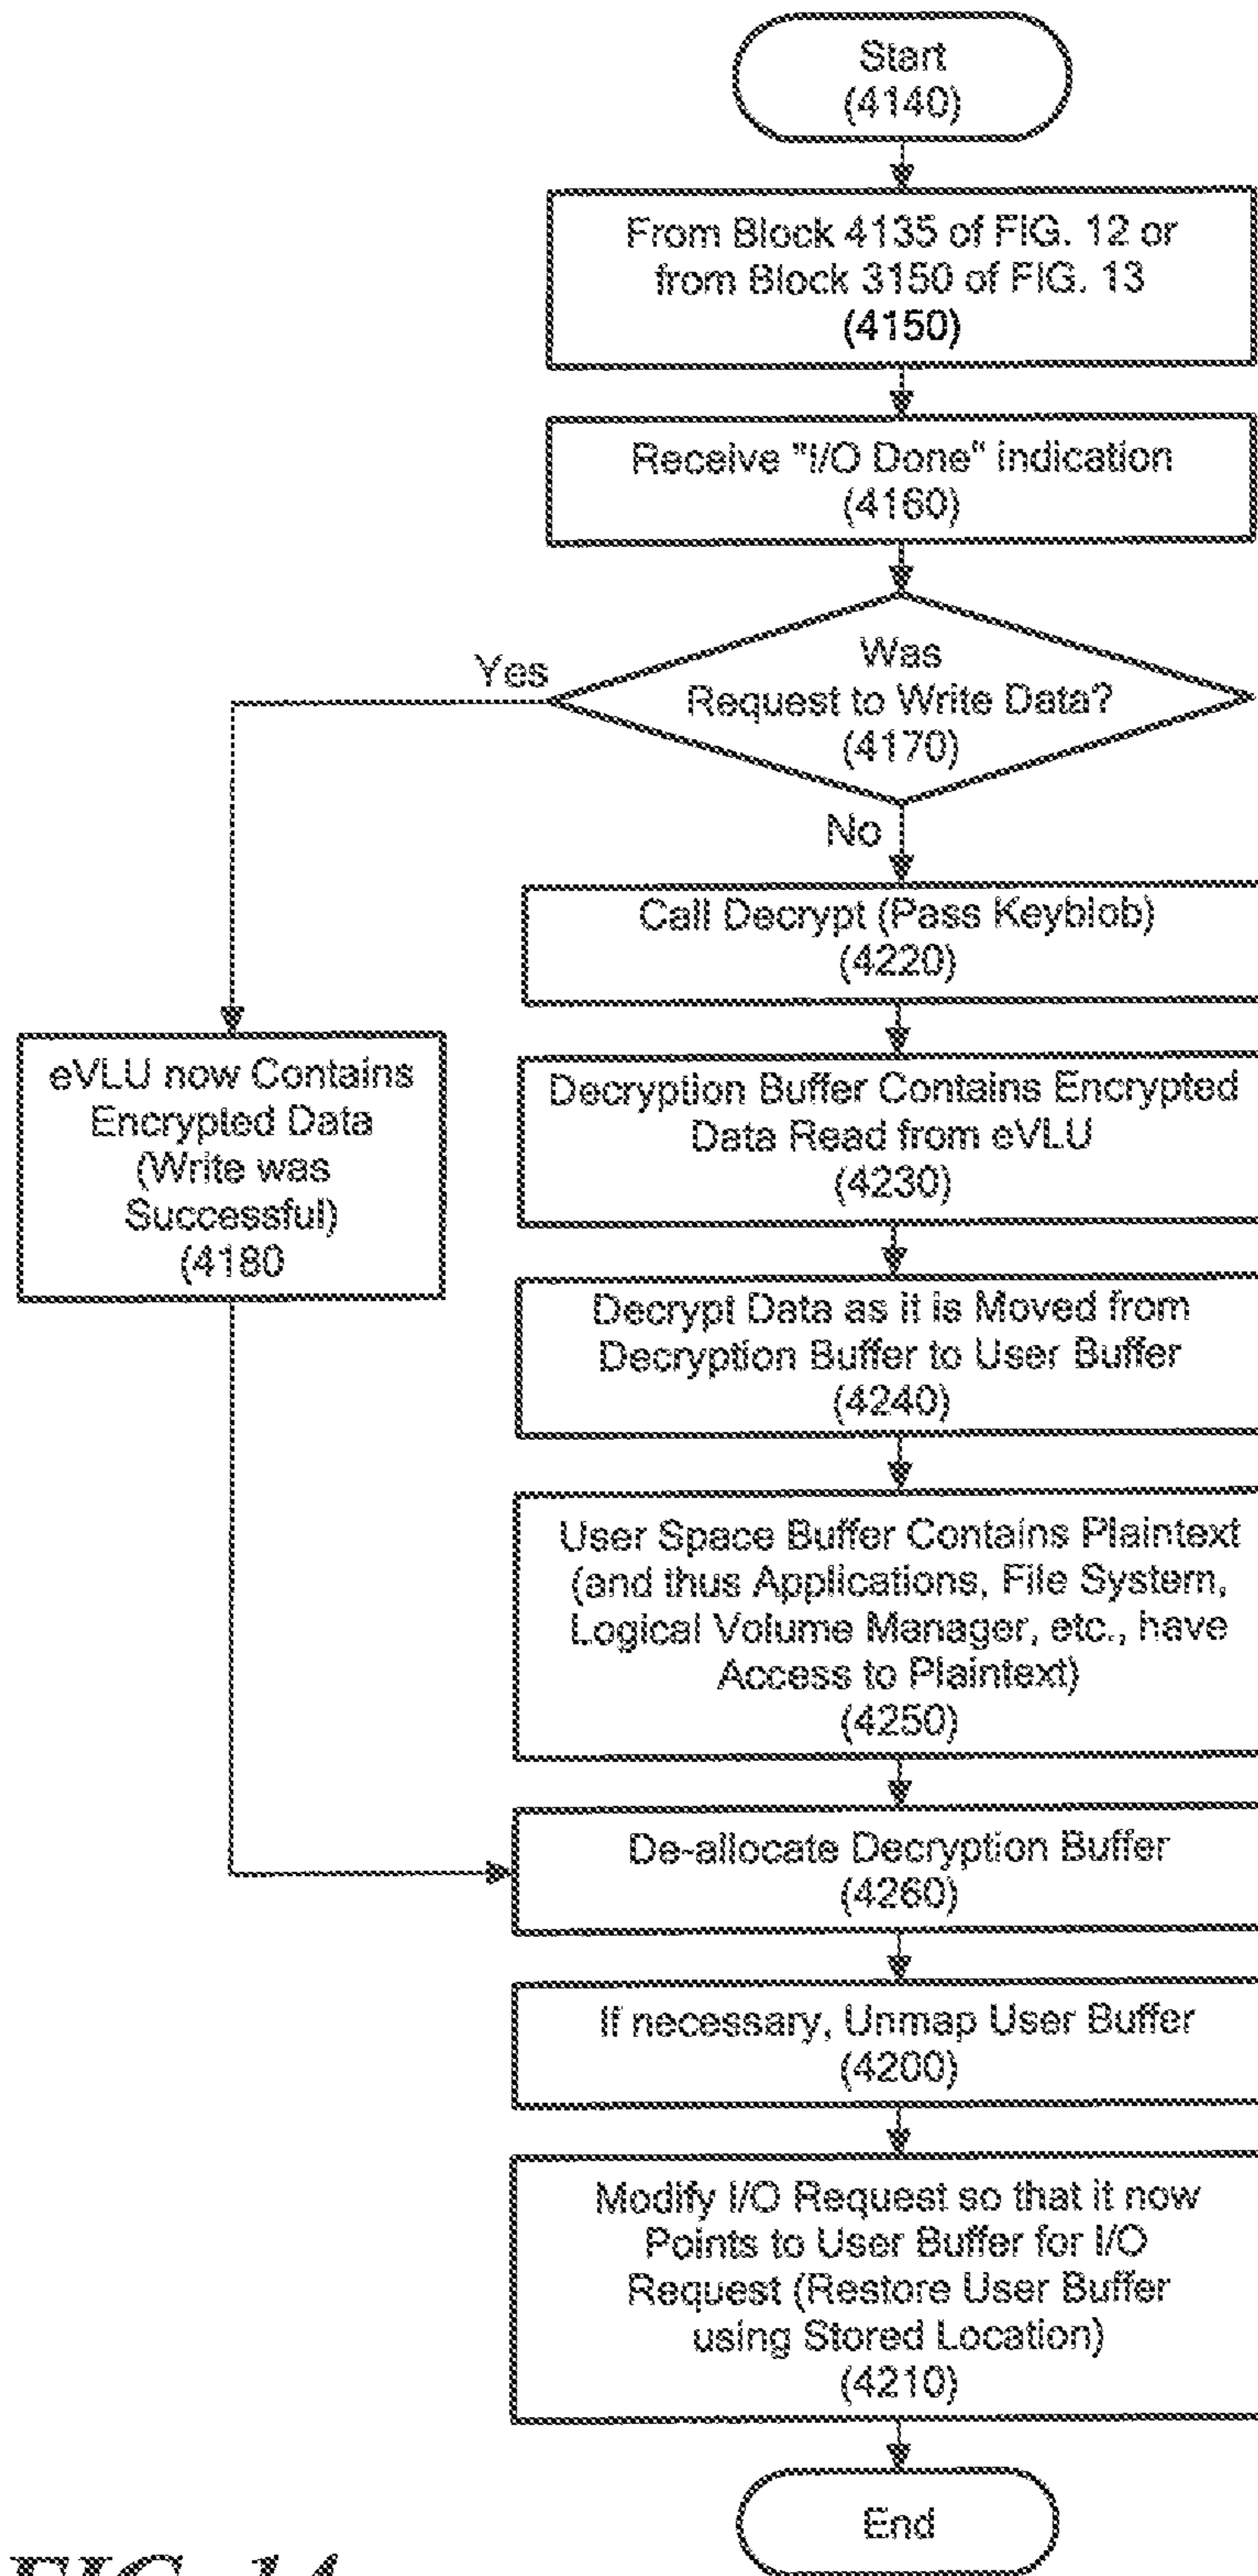 Start
(4140)
From Block 4135 of FIG. 12 or
from Block 3150 of FIG. 13
(4150)
Receive "I/O Done" indication
(4160)
Was
Request to Write Data?
(4170)
Yes
No
Call Decrypt (Pass Keyblob)
(4220)
eVLU now Contains
Encrypted Data
(Write was
Successful)
(4180
Decryption Buffer Contains Encrypted
Data Read from eVLU
(4230)
Decrypt Data as it is Moved from
Decryption Buffer to User Buffer
(4240)
User Space Buffer Contains Plaintext
(and thus Applications, File System,
Logical Volume Manager, etc., have
Access to Plaintext)
(4250)
De-allocate Decryption Buffer
(4260)
If necessary, Unmap User Buffer
(4200)
Modify I/O Request so that it now
Points to User Buffer for I/O
Request (Restore User Buffer
using Stored Location)
(4210)
End
FIG. 14